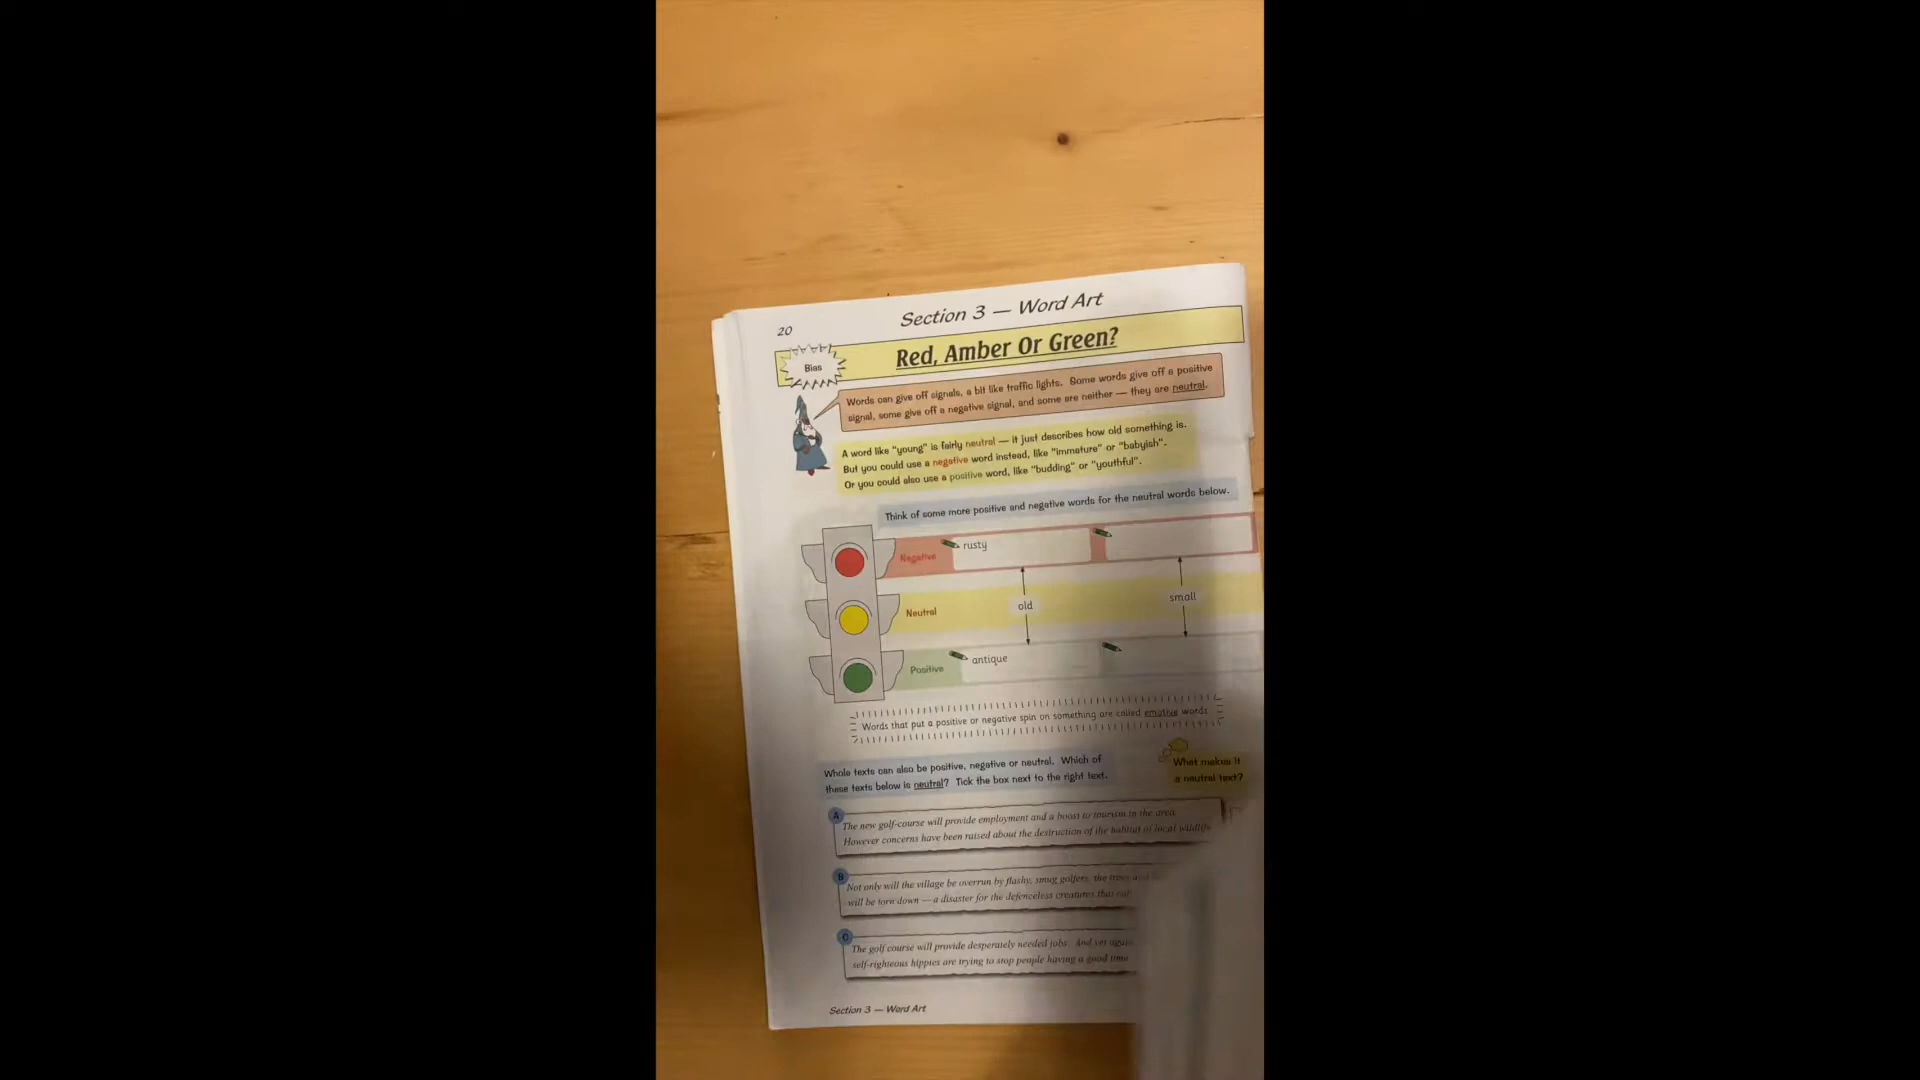 20
Section 3 — Word Art
Bias
Red, Amber Or Green?
Words can give off signals, a bit like traffic lights. Some words give off a positive
signal, some give off a negative signal, and some are neither — they are neutral.
A word like "young" is fairly neutral — it just describes how old something is.
But you could use a negative word instead, like "immature" or "babyish".
Or you could also use a positive word, like "budding" or "youthful".
Think of some more positive and negative words for the neutral words below.
Negative
rusty
Neutral
old
small
Positive
antique
Words that put a positive or negative spin on something are called emotive words
Whole texts can also be positive, negative or neutral. Which of
these texts below is neutral? Tick the box next to the right text.
What makes it
a neutral text?
A
The new golf-course will provide employment and a boost to tourism in the area.
However concerns have been raised about the destruction of the habitat of local wildlife
B
Not only will the village be overrun by flashy, smug golfers, the trees and
will be torn down — a disaster for the defenceless creatures that
C
The golf course will provide desperately needed jobs. And yet again
self-righteous hippies are trying to stop people having a good time
Section 3 — Word Art